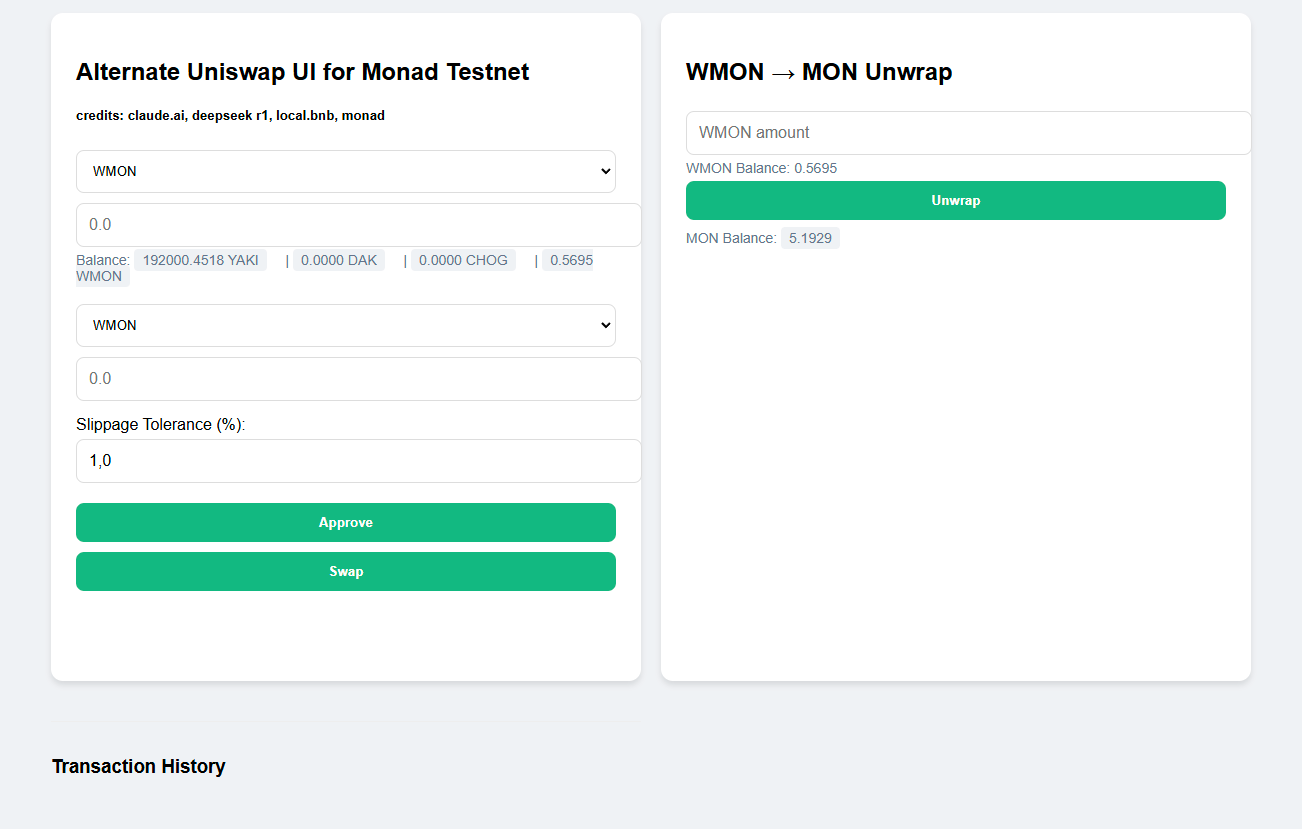 Alternate Uniswap UI for Monad Testnet
credits: claude.ai, deepseek r1, local.bnb, monad
WMON
0.0
Balance: 192000.4518 YAKI | 0.0000 DAK | 0.0000 CHOG | 0.5695
WMON
WMON
0.0
Slippage Tolerance (%):
1,0
Approve
Swap
WMON → MON Unwrap
WMON amount
WMON Balance: 0.5695
Unwrap
MON Balance: 5.1929
Transaction History